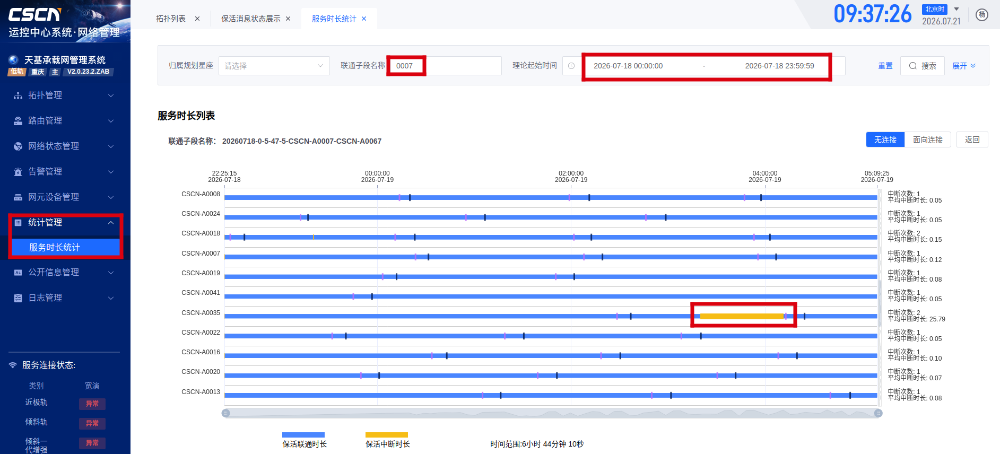 CSCN
运控中心系统·网络管理
天基承载网管理系统
低轨 重庆 主 V2.0.23.2.ZAB
拓扑管理
路由管理
网络状态管理
告警管理
网元设备管理
统计管理
服务时长统计
公开信息管理
日志管理
服务连接状态:
类别 宽演
近极轨 异常
倾斜轨 异常
倾斜一代增强 异常
拓扑列表 × 保活消息状态展示 × 服务时长统计 ×
09:37:26 北京时
2026.07.21
杨
归属规划星座 请选择 联通子段名称 0007 理论起始时间 2026-07-18 00:00:00 - 2026-07-18 23:59:59 重置 搜索 展开
服务时长列表
联通子段名称: 20260718-0-5-47-5-CSCN-A0007-CSCN-A0067
无连接 面向连接 返回
22:25:15 00:00:00 02:00:00 04:00:00 05:09:25
2026-07-18 2026-07-19 2026-07-19 2026-07-19 2026-07-19
CSCN-A0008 中断次数: 1
平均中断时长: 0.05
CSCN-A0024 中断次数: 1
平均中断时长: 0.05
CSCN-A0018 中断次数: 2
平均中断时长: 0.15
CSCN-A0007 中断次数: 1
平均中断时长: 0.12
CSCN-A0019 中断次数: 1
平均中断时长: 0.08
CSCN-A0041 中断次数: 1
平均中断时长: 0.05
CSCN-A0035 中断次数: 2
平均中断时长: 25.79
CSCN-A0022 中断次数: 1
平均中断时长: 0.05
CSCN-A0016 中断次数: 1
平均中断时长: 0.10
CSCN-A0020 中断次数: 1
平均中断时长: 0.07
CSCN-A0013 中断次数: 1
平均中断时长: 0.08
保活联通时长 保活中断时长 时间范围:6小时 44分钟 10秒